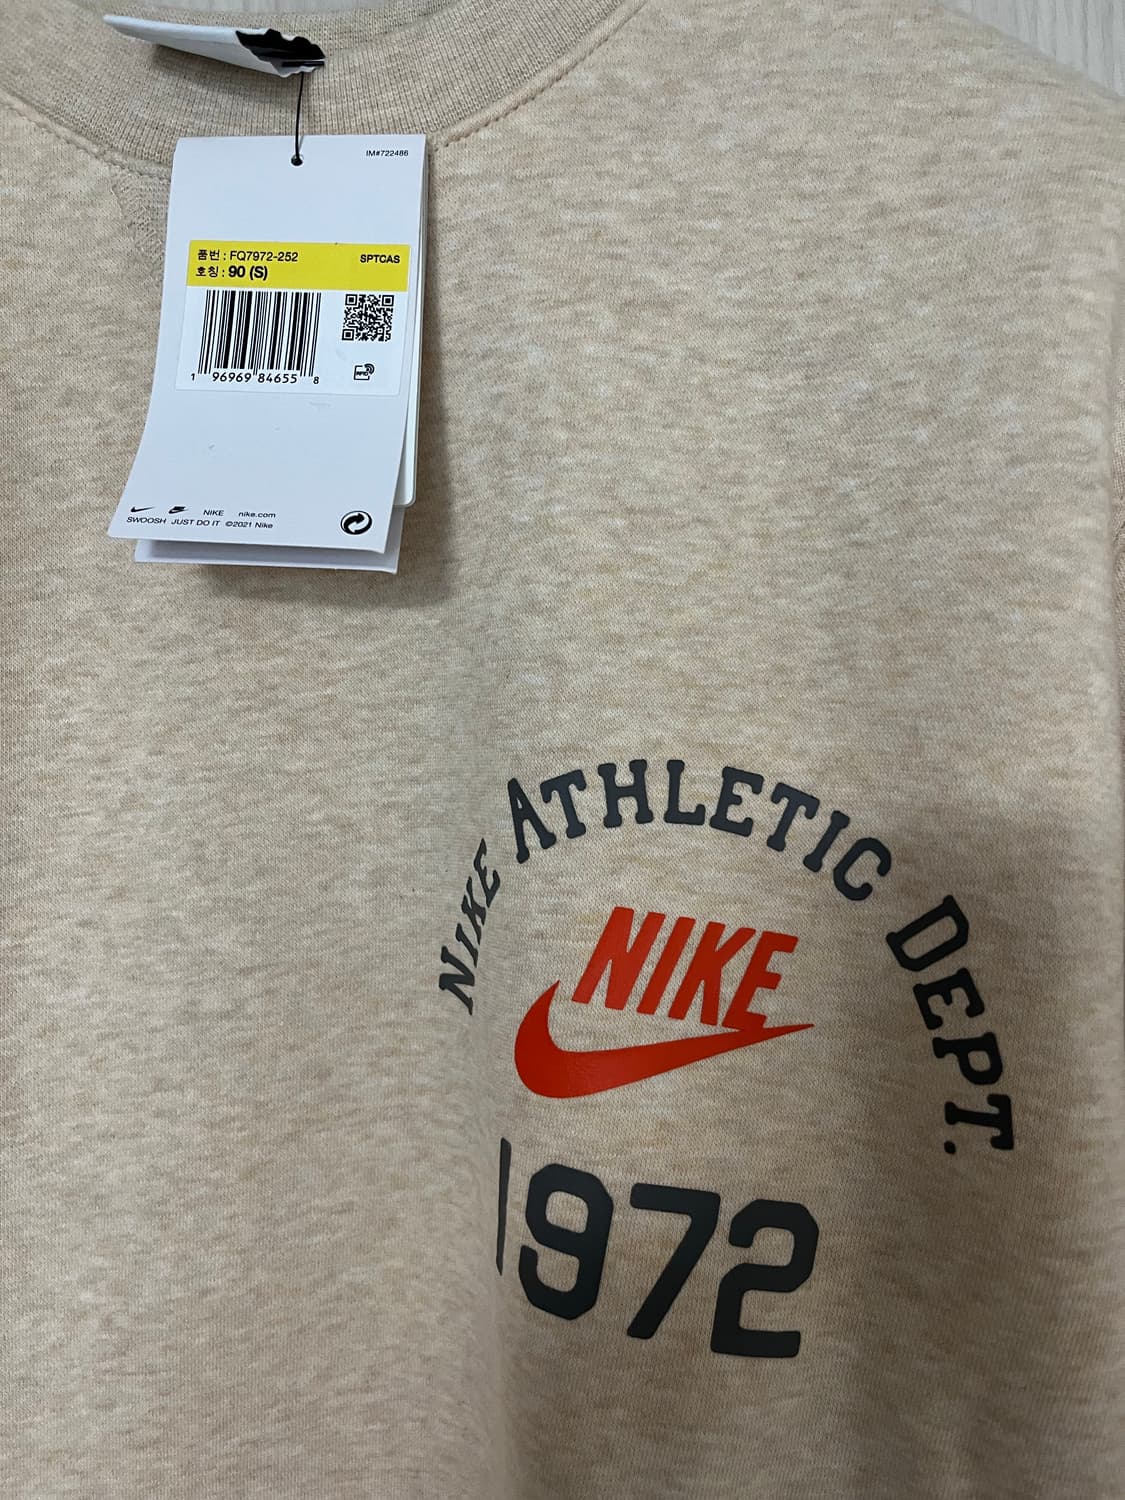 IM#722486
품번 : FQ7972-252
SPTCAS
호칭 : 90 (S)
1 96969 84655 8
NIKE nike.com
SWOOSH JUST DO IT ©2021 Nike
NIKE ATHLETIC DEPT.
NIKE
1972